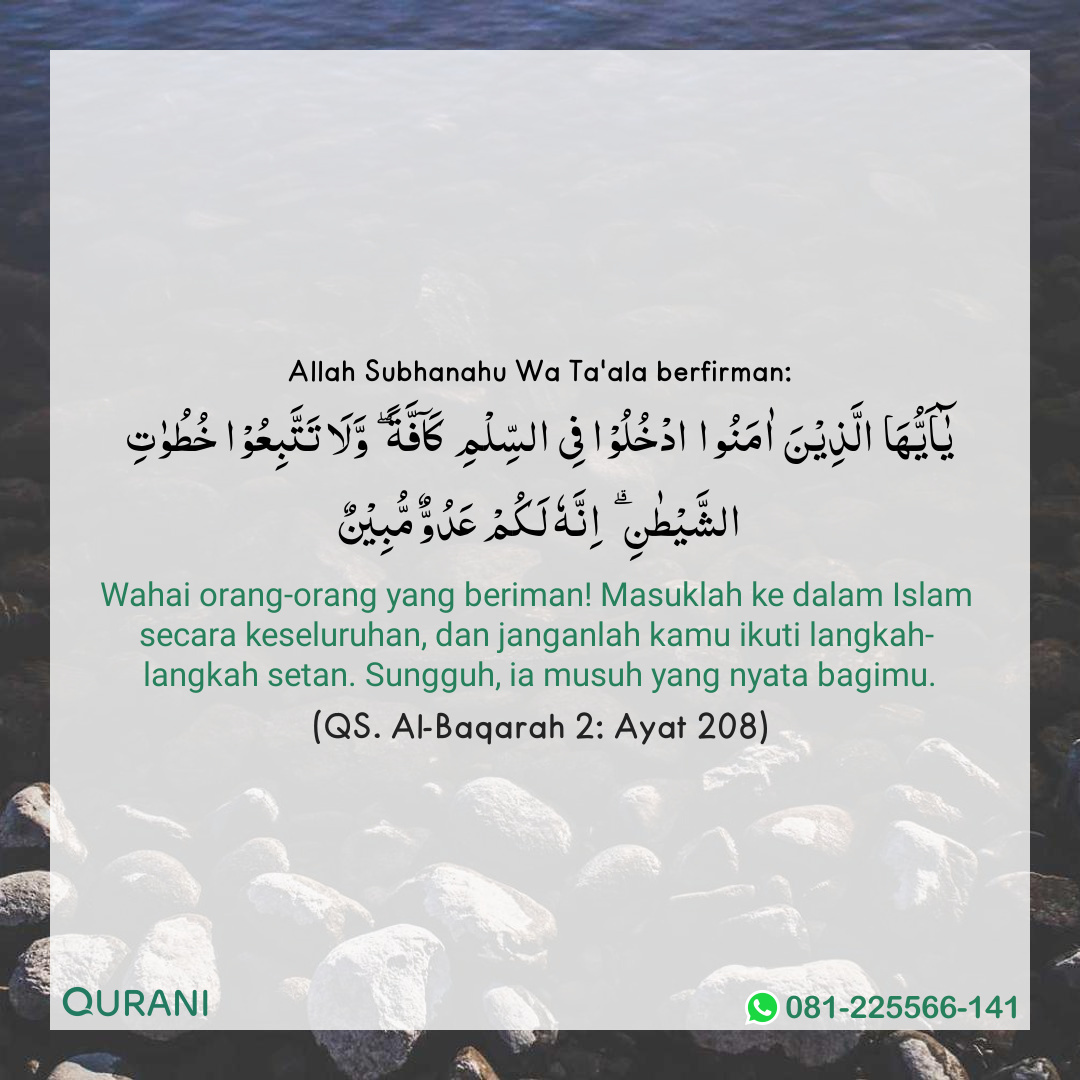 Allah Subhanahu Wa Ta'ala berfirman:
يٰۤاَيُّهَا الَّذِيْنَ اٰمَنُوا ادْخُلُوْا فِى السِّلْمِ كَآفَّةً ۖ وَّلَا تَتَّبِعُوْا خُطُوٰتِ
الشَّيْطٰنِ ۗ اِنَّهٗ لَـکُمْ عَدُوٌّ مُّبِيْنٌ
Wahai orang-orang yang beriman! Masuklah ke dalam Islam
secara keseluruhan, dan janganlah kamu ikuti langkah-
langkah setan. Sungguh, ia musuh yang nyata bagimu.
(QS. Al-Baqarah 2: Ayat 208)
QURANI
081-225566-141